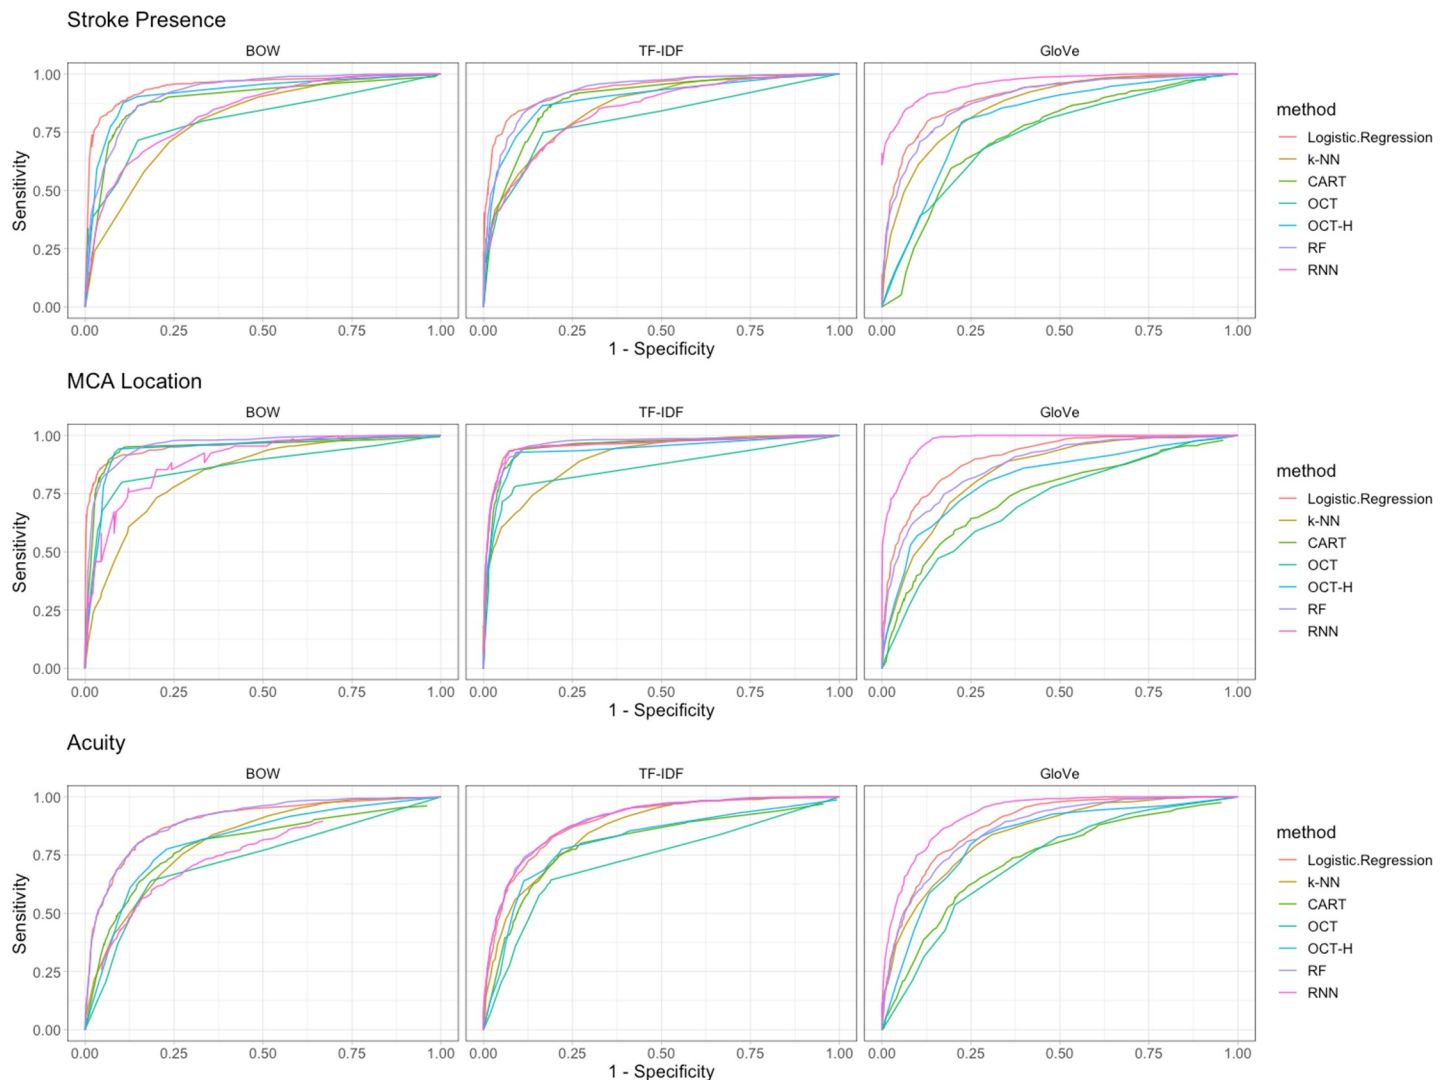 Stroke Presence
BOW TF-IDF GloVe
1.00
0.75
0.50
0.25
0.00
Sensitivity
0.00 0.25 0.50 0.75 1.00 0.00 0.25 0.50 0.75 1.00 0.00 0.25 0.50 0.75 1.00
1 - Specificity
method
Logistic.Regression
k-NN
CART
OCT
OCT-H
RF
RNN
MCA Location
BOW TF-IDF GloVe
1.00
0.75
0.50
0.25
0.00
Sensitivity
0.00 0.25 0.50 0.75 1.00 0.00 0.25 0.50 0.75 1.00 0.00 0.25 0.50 0.75 1.00
1 - Specificity
method
Logistic.Regression
k-NN
CART
OCT
OCT-H
RF
RNN
Acuity
BOW TF-IDF GloVe
1.00
0.75
0.50
0.25
0.00
Sensitivity
0.00 0.25 0.50 0.75 1.00 0.00 0.25 0.50 0.75 1.00 0.00 0.25 0.50 0.75 1.00
1 - Specificity
method
Logistic.Regression
k-NN
CART
OCT
OCT-H
RF
RNN